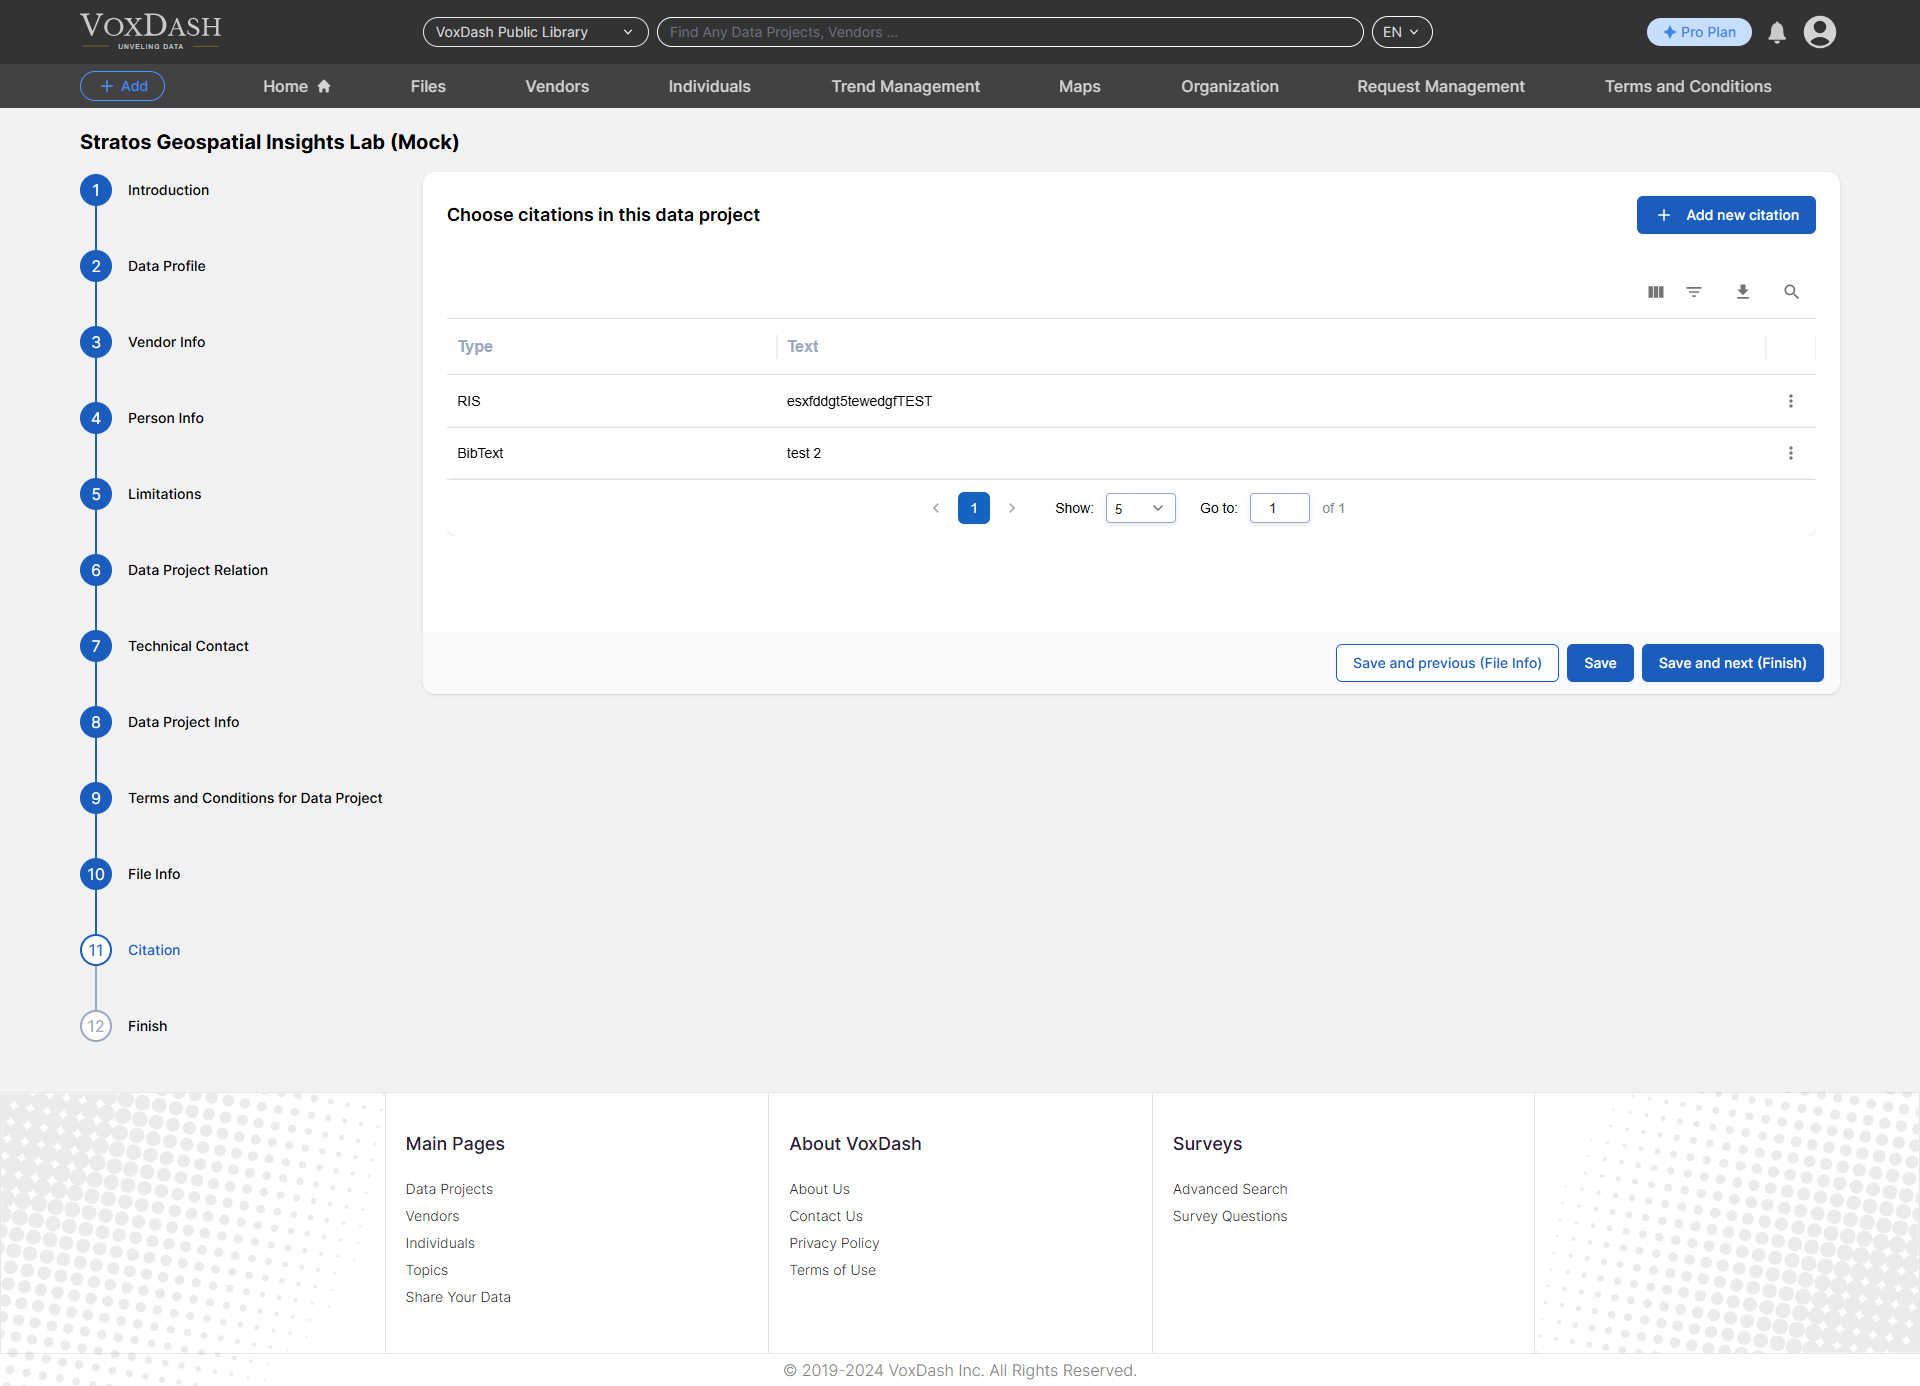 VOXDASH
UNVELING DATA
VoxDash Public Library
Find Any Data Projects, Vendors ...
EN
Pro Plan
Add
Home
Files
Vendors
Individuals
Trend Management
Maps
Organization
Request Management
Terms and Conditions
Stratos Geospatial Insights Lab (Mock)
1 Introduction
2 Data Profile
3 Vendor Info
4 Person Info
5 Limitations
6 Data Project Relation
7 Technical Contact
8 Data Project Info
9 Terms and Conditions for Data Project
10 File Info
11 Citation
12 Finish
Choose citations in this data project
Add new citation
Type Text
RIS esxfddgt5tewedgfTEST
BibText test 2
1 Show: 5 Go to: 1 of 1
Save and previous (File Info)
Save
Save and next (Finish)
Main Pages
Data Projects
Vendors
Individuals
Topics
Share Your Data
About VoxDash
About Us
Contact Us
Privacy Policy
Terms of Use
Surveys
Advanced Search
Survey Questions
© 2019-2024 VoxDash Inc. All Rights Reserved.